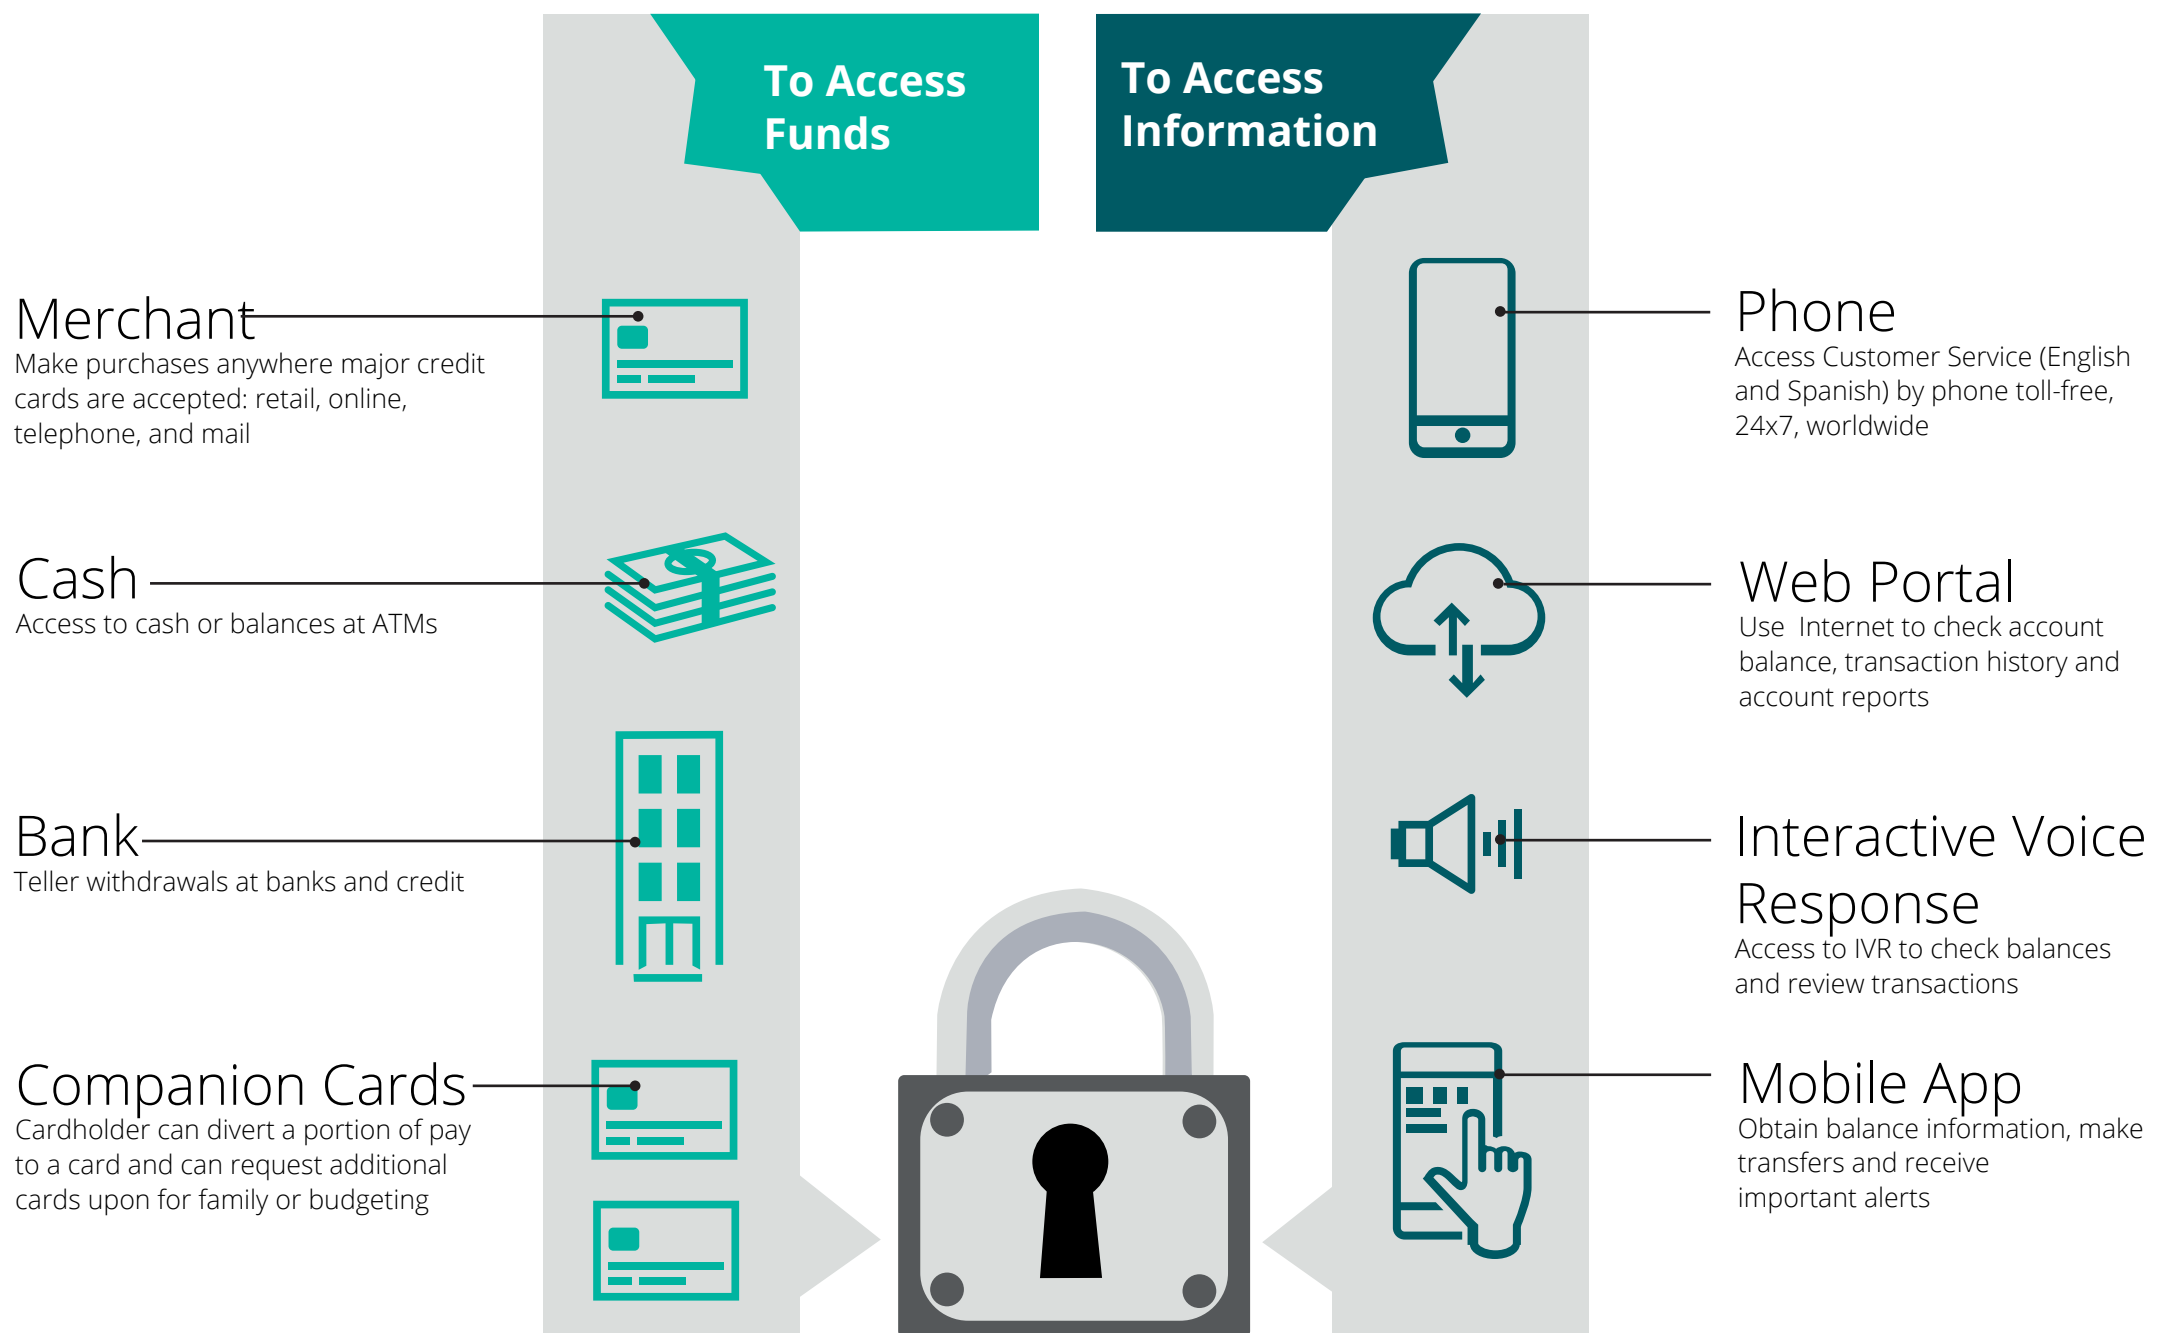 To Access
Funds
To Access
Information
Merchant
Make purchases anywhere major credit
cards are accepted: retail, online,
telephone, and mail
Cash
Access to cash or balances at ATMs
Bank
Teller withdrawals at banks and credit
Companion Cards
Cardholder can divert a portion of pay
to a card and can request additional
cards upon for family or budgeting
Phone
Access Customer Service (English
and Spanish) by phone toll-free,
24x7, worldwide
Web Portal
Use  Internet to check account
balance, transaction history and
account reports
Interactive Voice
Response
Access to IVR to check balances
and review transactions
Mobile App
Obtain balance information, make
transfers and receive
important alerts